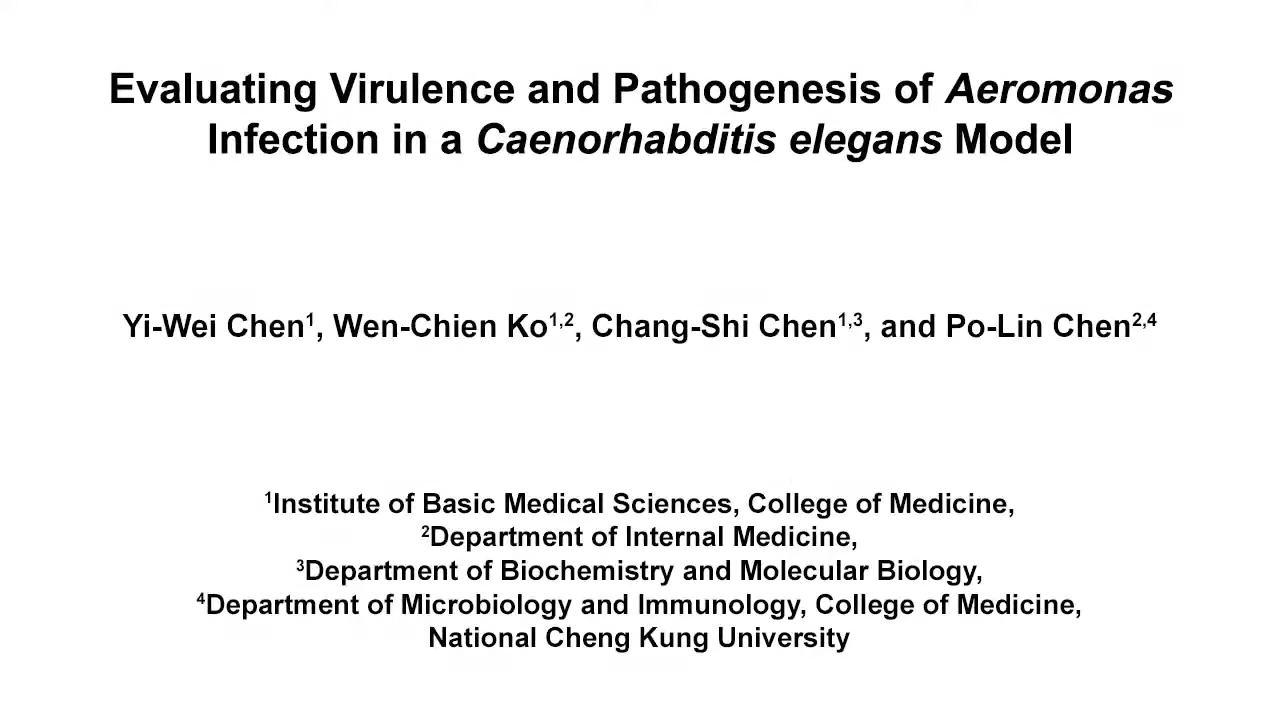 Evaluating Virulence and Pathogenesis of Aeromonas
Infection in a Caenorhabditis elegans Model
Yi-Wei Chen¹, Wen-Chien Ko¹,², Chang-Shi Chen¹,³, and Po-Lin Chen²,⁴
¹Institute of Basic Medical Sciences, College of Medicine,
²Department of Internal Medicine,
³Department of Biochemistry and Molecular Biology,
⁴Department of Microbiology and Immunology, College of Medicine,
National Cheng Kung University